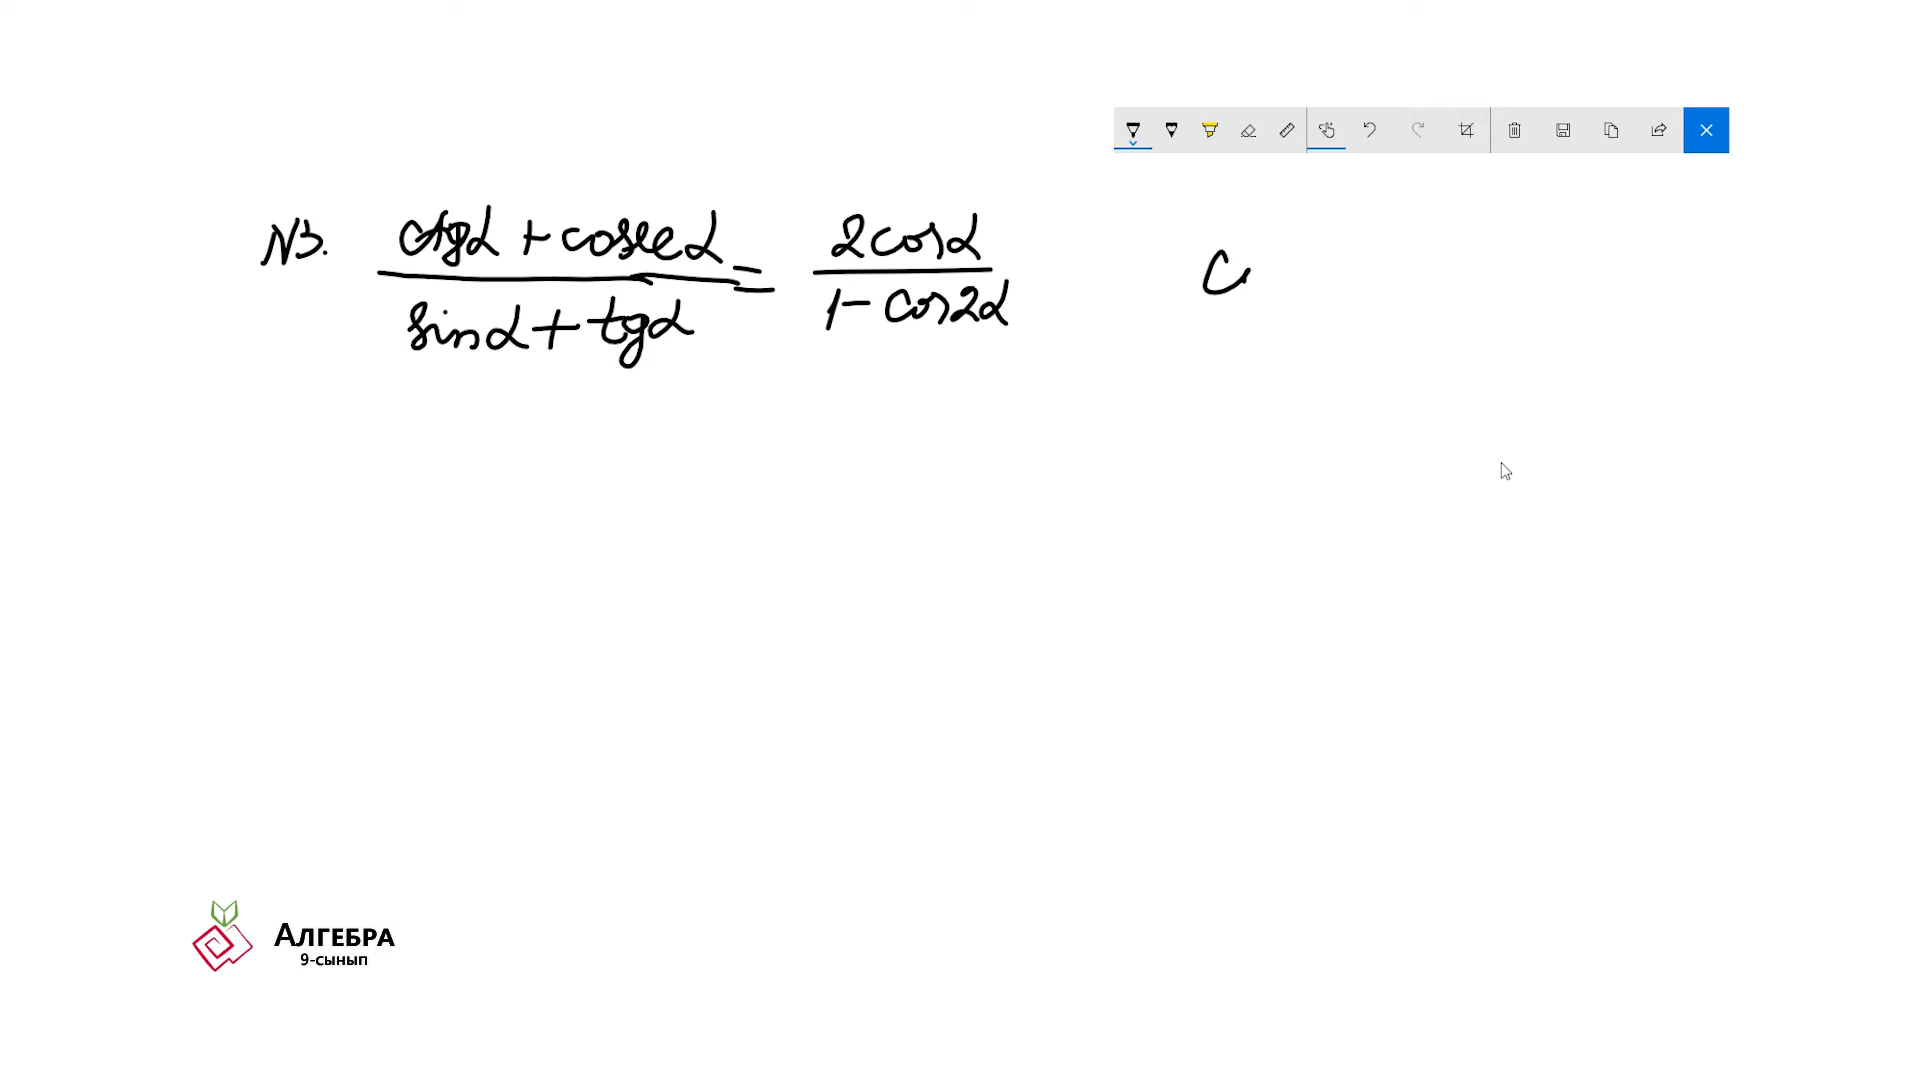 N3. (ctgα + cosecα)/(sinα + tgα) = 2cosα/(1 - cos2α) c
Алгебра
9-сынып